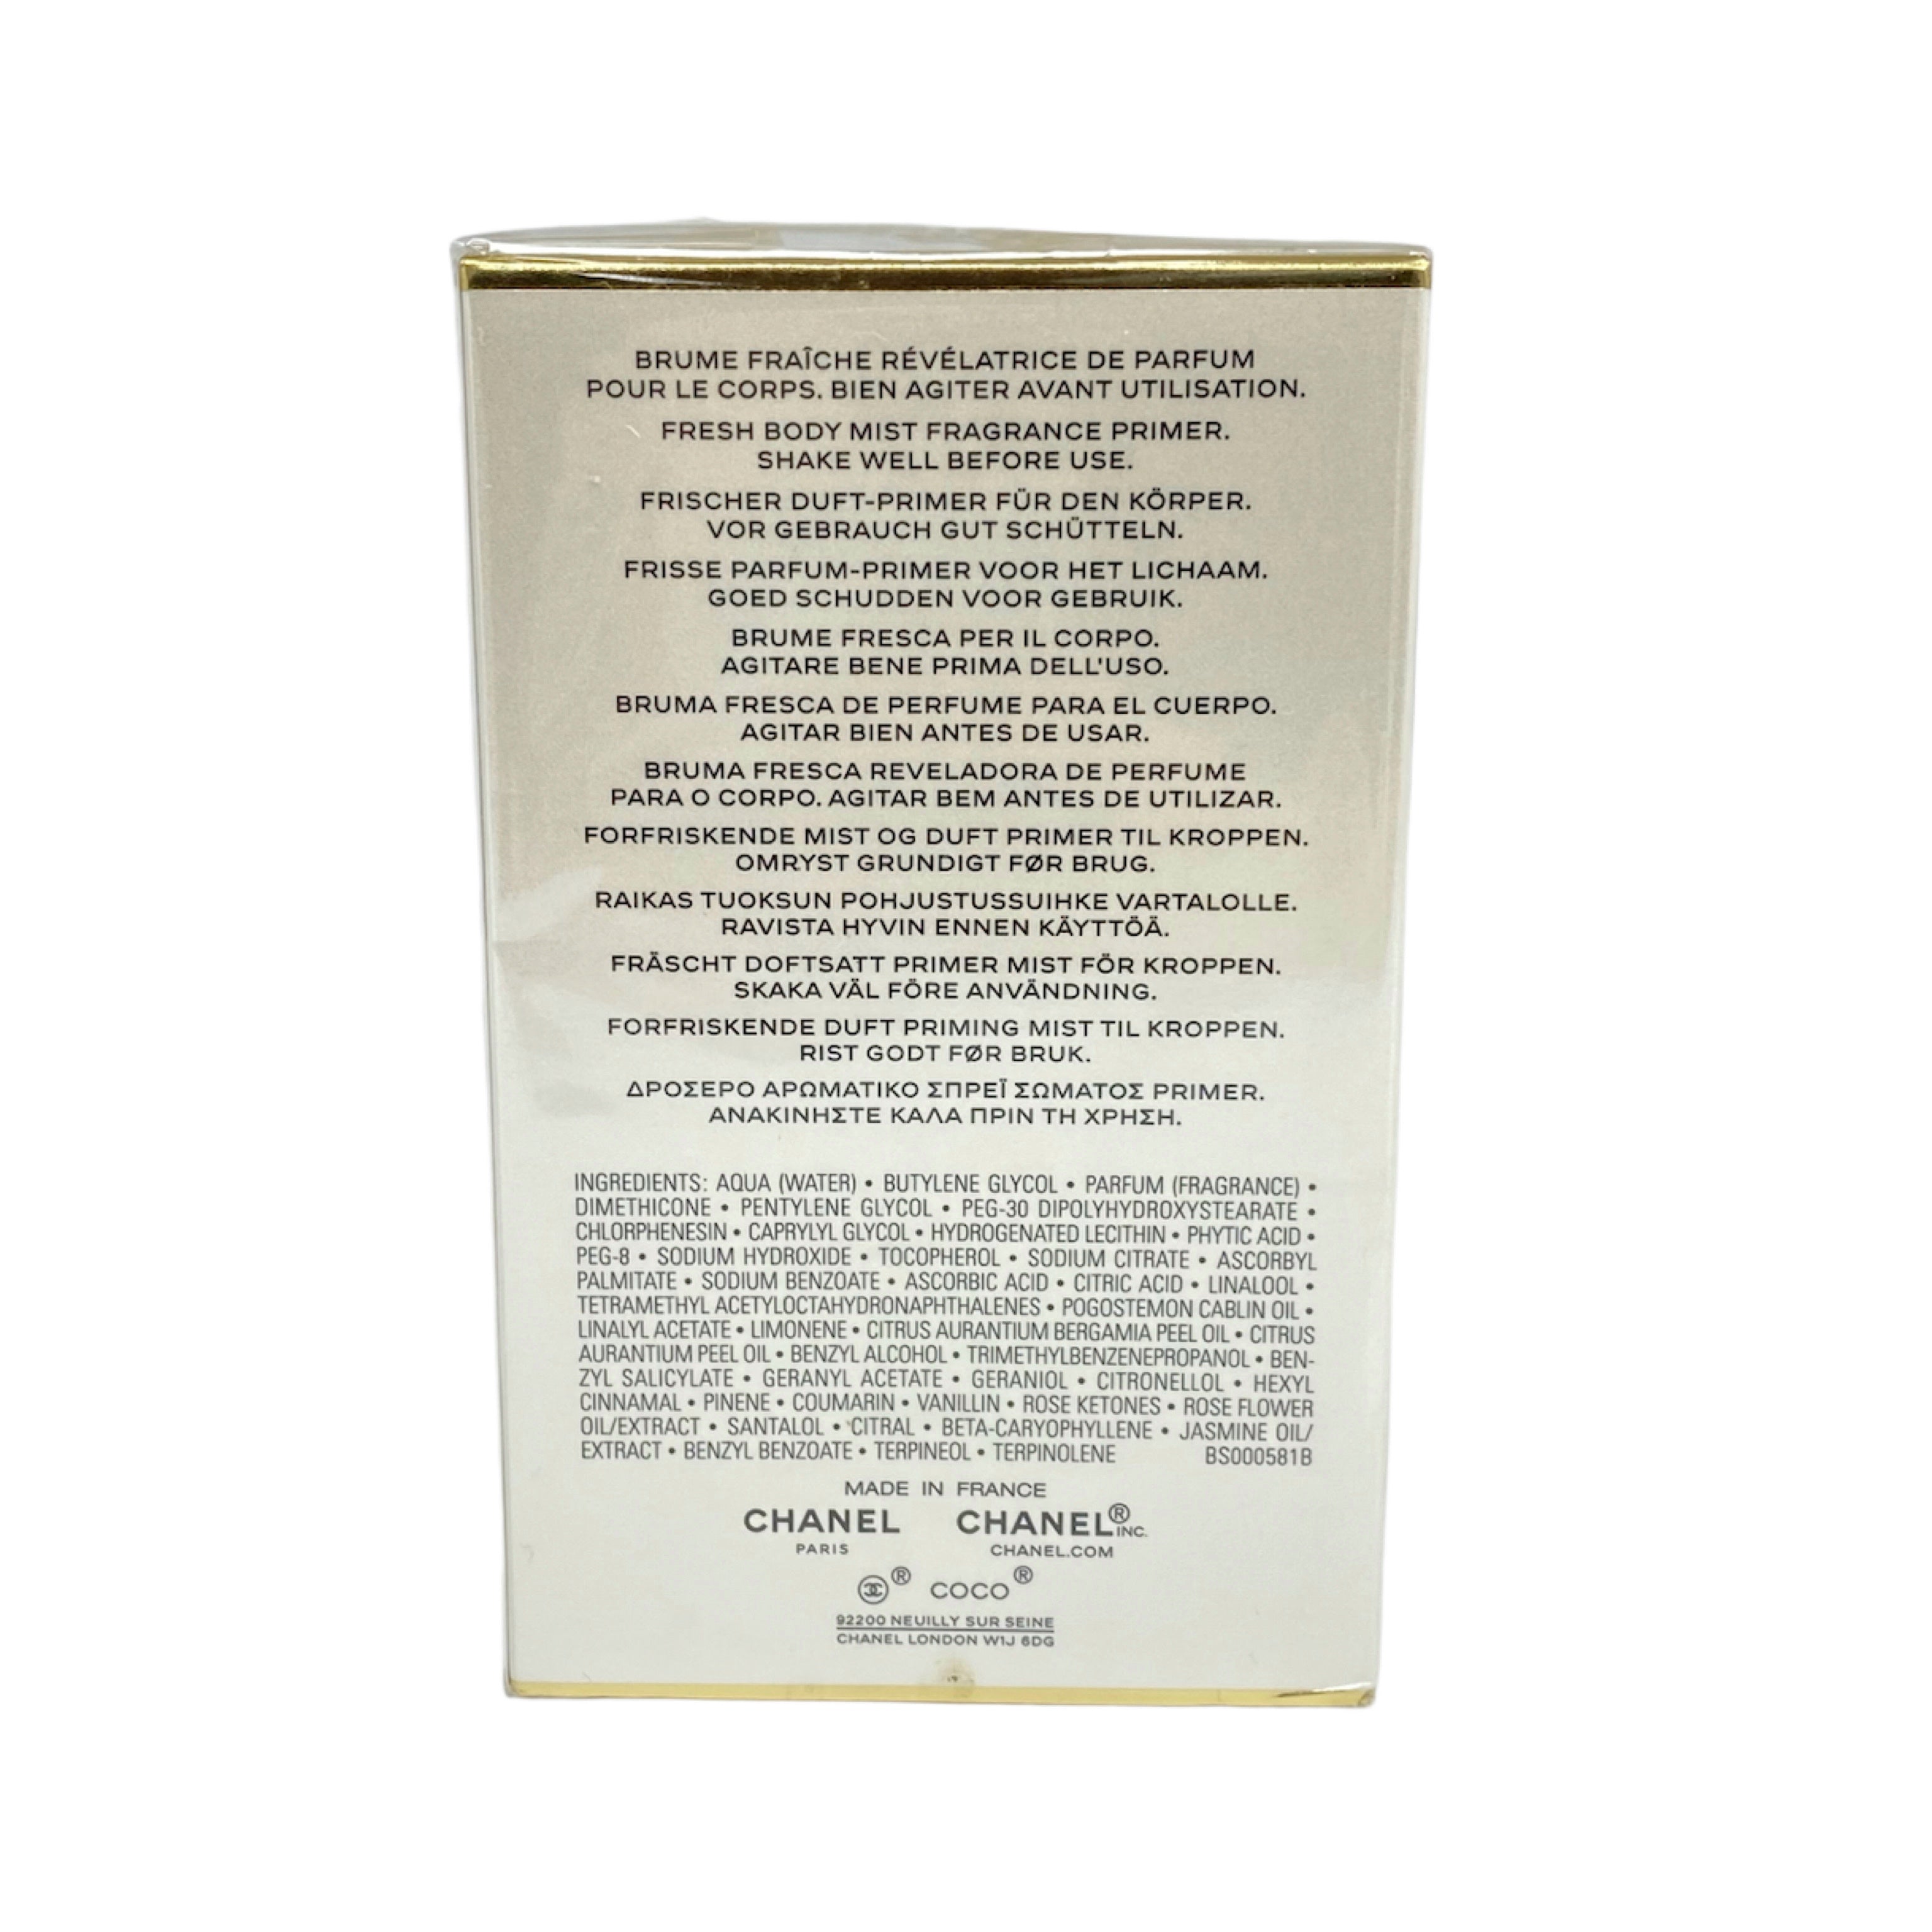 BRUME FRAÎCHE RÉVÉLATRICE DE PARFUM
POUR LE CORPS. BIEN AGITER AVANT UTILISATION.
FRESH BODY MIST FRAGRANCE PRIMER.
SHAKE WELL BEFORE USE.
FRISCHER DUFT-PRIMER FÜR DEN KÖRPER.
VOR GEBRAUCH GUT SCHÜTTELN.
FRISSE PARFUM-PRIMER VOOR HET LICHAAM.
GOED SCHUDDEN VOOR GEBRUIK.
BRUME FRESCA PER IL CORPO.
AGITARE BENE PRIMA DELL'USO.
BRUMA FRESCA DE PERFUME PARA EL CUERPO.
AGITAR BIEN ANTES DE USAR.
BRUMA FRESCA REVELADORA DE PERFUME
PARA O CORPO. AGITAR BEM ANTES DE UTILIZAR.
FORFRISKENDE MIST OG DUFT PRIMER TIL KROPPEN.
OMRYST GRUNDIGT FØR BRUG.
RAIKAS TUOKSUN POHJUSTUSSUIHKE VARTALOLLE.
RAVISTA HYVIN ENNEN KÄYTTÖÄ.
FRÄSCHT DOFTSATT PRIMER MIST FÖR KROPPEN.
SKAKA VÄL FÖRE ANVÄNDNING.
FORFRISKENDE DUFT PRIMING MIST TIL KROPPEN.
RIST GODT FØR BRUK.
ΔΡΟΣΕΡΟ ΑΡΩΜΑΤΙΚΟ ΣΠΡΕΪ ΣΩΜΑΤΟΣ PRIMER.
ΑΝΑΚΙΝΗΣΤΕ ΚΑΛΑ ΠΡΙΝ ΤΗ ΧΡΗΣΗ.
INGREDIENTS: AQUA (WATER) • BUTYLENE GLYCOL • PARFUM (FRAGRANCE) •
DIMETHICONE • PENTYLENE GLYCOL • PEG-30 DIPOLYHYDROXYSTEARATE •
CHLORPHENESIN • CAPRYLYL GLYCOL • HYDROGENATED LECITHIN • PHYTIC ACID •
PEG-8 • SODIUM HYDROXIDE • TOCOPHEROL • SODIUM CITRATE • ASCORBYL
PALMITATE • SODIUM BENZOATE • ASCORBIC ACID • CITRIC ACID • LINALOOL •
TETRAMETHYL ACETYLOCTAHYDRONAPHTHALENES • POGOSTEMON CABLIN OIL •
LINALYL ACETATE • LIMONENE • CITRUS AURANTIUM BERGAMIA PEEL OIL • CITRUS
AURANTIUM PEEL OIL • BENZYL ALCOHOL • TRIMETHYLBENZENEPROPANOL • BEN-
ZYL SALICYLATE • GERANYL ACETATE • GERANIOL • CITRONELLOL • HEXYL
CINNAMAL • PINENE • COUMARIN • VANILLIN • ROSE KETONES • ROSE FLOWER
OIL/EXTRACT • SANTALOL • CITRAL • BETA-CARYOPHYLLENE • JASMINE OIL/
EXTRACT • BENZYL BENZOATE • TERPINEOL • TERPINOLENE BS000581B
MADE IN FRANCE
CHANEL CHANEL® INC.
PARIS CHANEL.COM
® COCO®
92200 NEUILLY SUR SEINE
CHANEL LONDON W1J 6DG